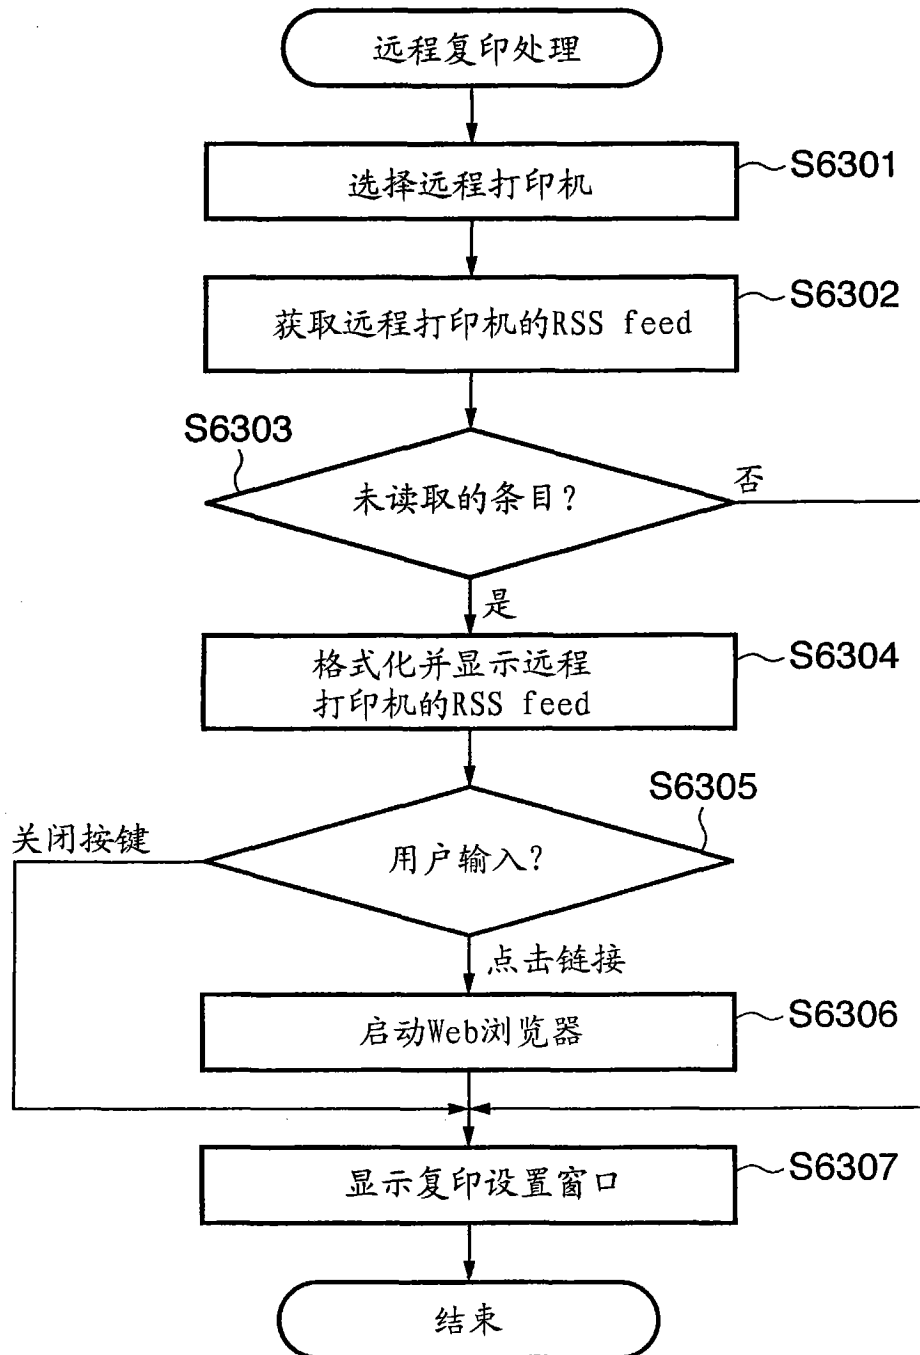 远程复印处理
选择远程打印机
S6301
获取远程打印机的RSS feed
S6302
S6303
未读取的条目?
否
是
格式化并显示远程
打印机的RSS feed
S6304
S6305
关闭按键
用户输入?
点击链接
启动Web浏览器
S6306
显示复印设置窗口
S6307
结束